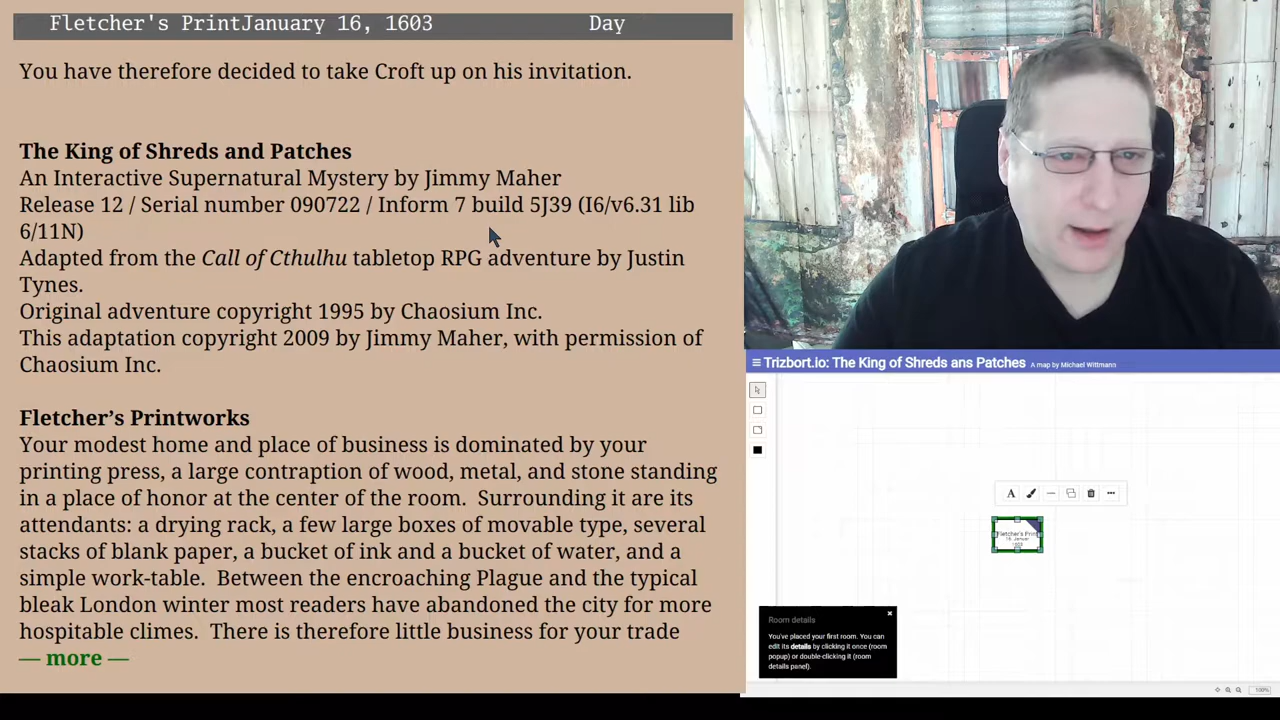 Fletcher's PrintJanuary 16, 1603 Day
You have therefore decided to take Croft up on his invitation.
The King of Shreds and Patches
An Interactive Supernatural Mystery by Jimmy Maher
Release 12 / Serial number 090722 / Inform 7 build 5J39 (I6/v6.31 lib
6/11N)
Adapted from the Call of Cthulhu tabletop RPG adventure by Justin
Tynes.
Original adventure copyright 1995 by Chaosium Inc.
This adaptation copyright 2009 by Jimmy Maher, with permission of
Chaosium Inc.
Fletcher’s Printworks
Your modest home and place of business is dominated by your
printing press, a large contraption of wood, metal, and stone standing
in a place of honor at the center of the room. Surrounding it are its
attendants: a drying rack, a few large boxes of movable type, several
stacks of blank paper, a bucket of ink and a bucket of water, and a
simple work-table. Between the encroaching Plague and the typical
bleak London winter most readers have abandoned the city for more
hospitable climes. There is therefore little business for your trade
— more —
Trizbort.io: The King of Shreds ans Patches A map by Michael Wittmann
A
Fletcher's Print
16. Januar
1603
Room details
You've placed your first room. You can
edit its details by clicking it once (room
popup) or double-clicking it (room
details panel).
100%